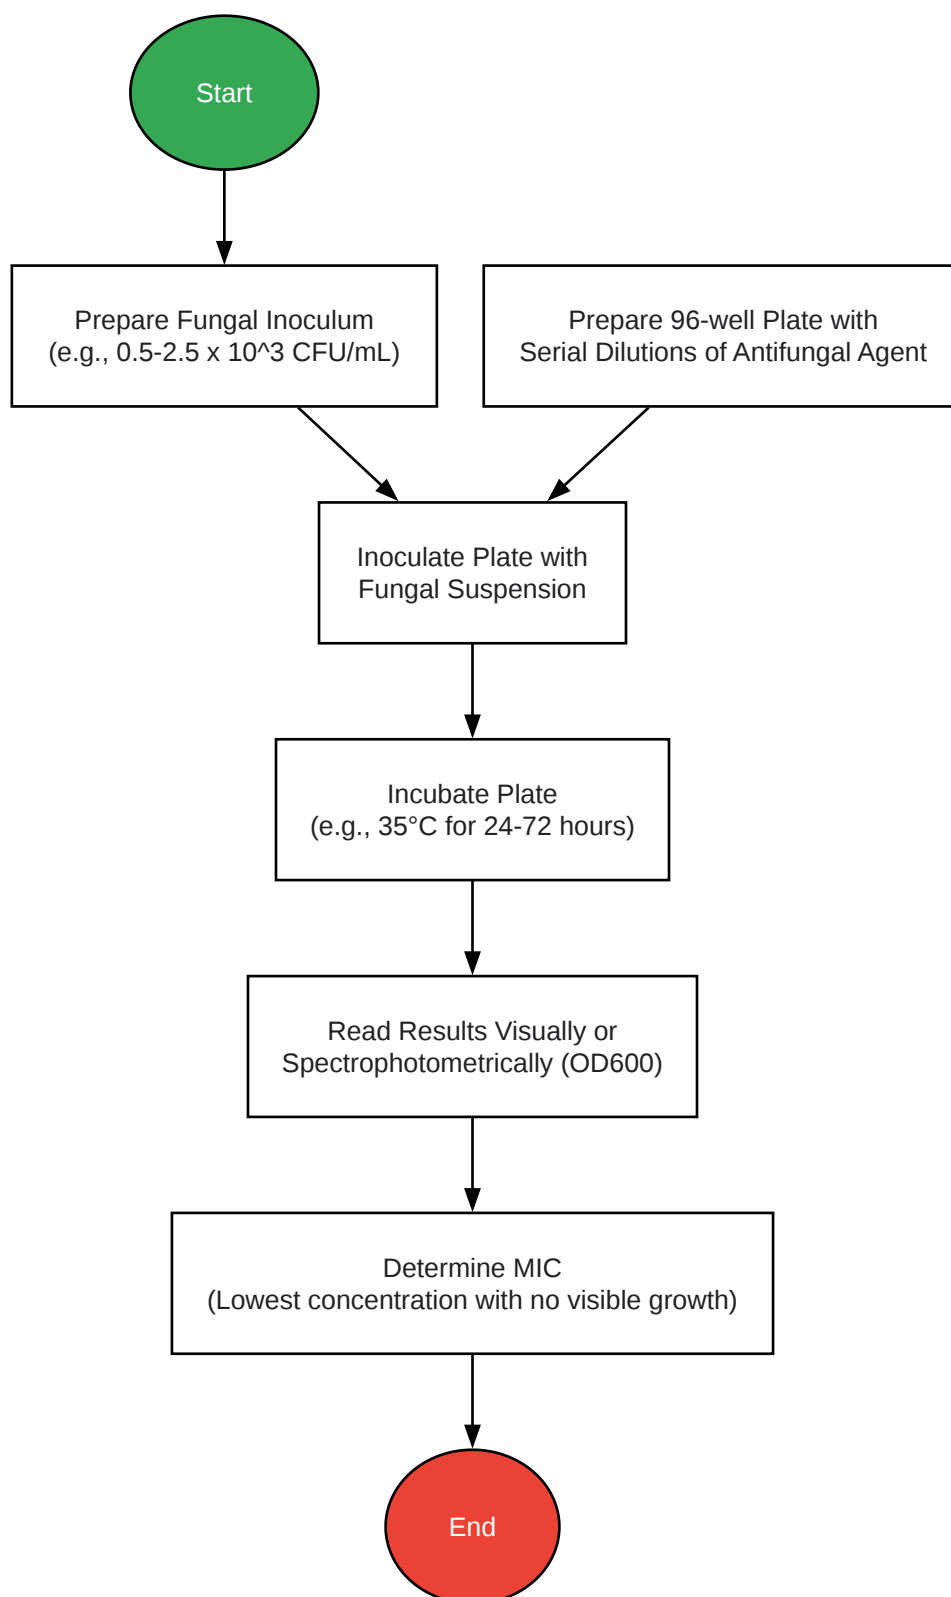 Start
Prepare Fungal Inoculum
(e.g., 0.5-2.5 x 10^3 CFU/mL)
Prepare 96-well Plate with
Serial Dilutions of Antifungal Agent
Inoculate Plate with
Fungal Suspension
Incubate Plate
(e.g., 35°C for 24-72 hours)
Read Results Visually or
Spectrophotometrically (OD600)
Determine MIC
(Lowest concentration with no visible growth)
End